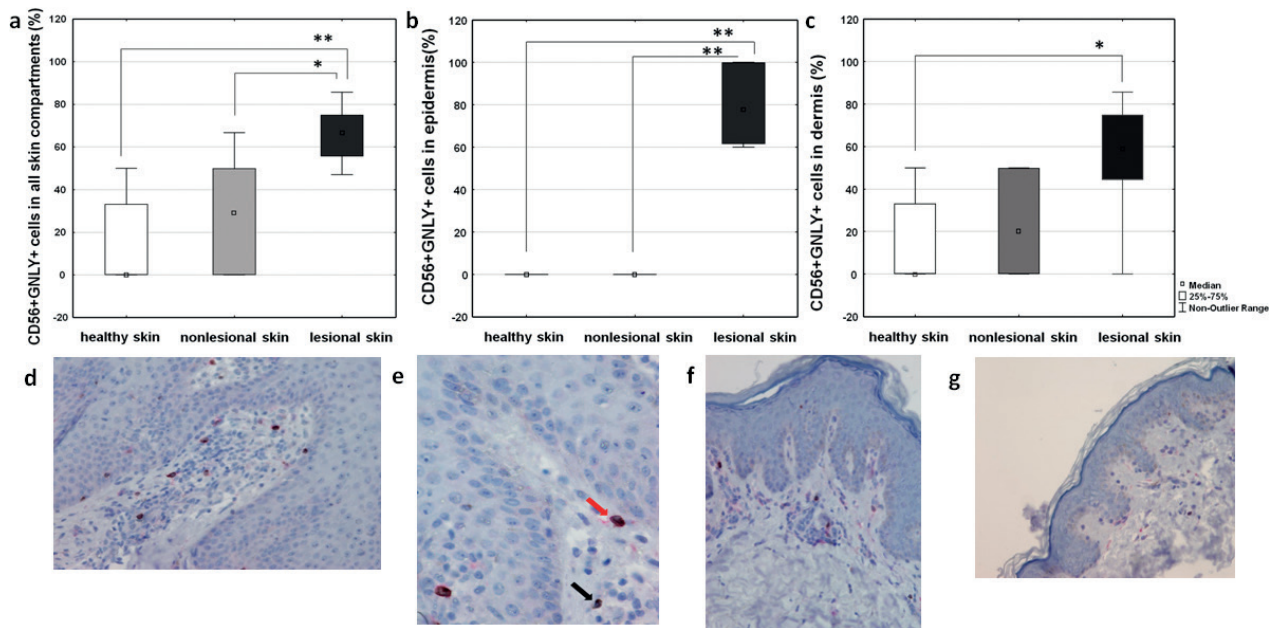 a
CD56+GNLY+ cells in all skin compartments (%)
120
100
80
60
40
20
0
-20
**
*
healthy skin nonlesional skin lesional skin
b
CD56+GNLY+ cells in epidermis(%)
120
100
80
60
40
20
0
-20
**
**
healthy skin nonlesional skin lesional skin
c
CD56+GNLY+ cells in dermis (%)
120
100
80
60
40
20
0
-20
*
healthy skin nonlesional skin lesional skin
Median
25%-75%
Non-Outlier Range
d
e
f
g